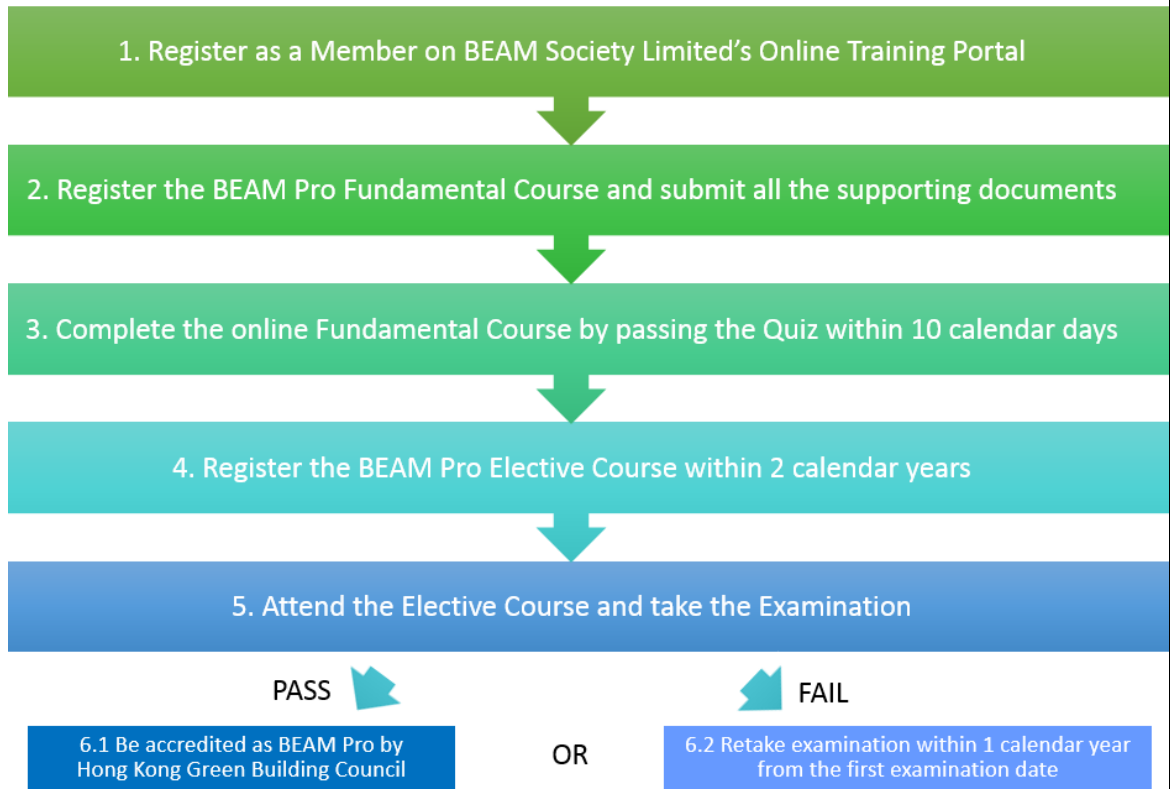 1. Register as a Member on BEAM Society Limited's Online Training Portal
2. Register the BEAM Pro Fundamental Course and submit all the supporting documents
3. Complete the online Fundamental Course by passing the Quiz within 10 calendar days
4. Register the BEAM Pro Elective Course within 2 calendar years
5. Attend the Elective Course and take the Examination
PASS
FAIL
6.1 Be accredited as BEAM Pro by
Hong Kong Green Building Council
OR
6.2 Retake examination within 1 calendar year
from the first examination date